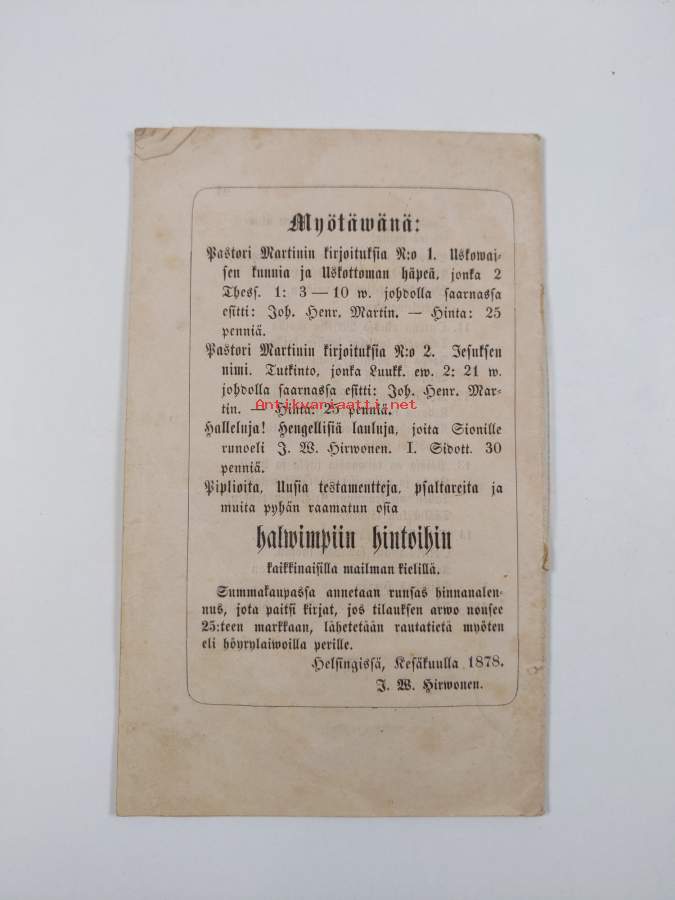 Myötäwänä:
Pastori Martinin kirjoituksia N:o 1. Uskowai-
sen kunnia ja Uskottoman häpeä, jonka 2
Thess. 1: 3 — 10 w. johdolla saarnassa
esitti: Joh. Henr. Martin. — Hinta: 25
penniä.
Pastori Martinin kirjoituksia N:o 2. Jesuksen
nimi. Tutkinto, jonka Luukk. ew. 2: 21 w.
johdolla saarnassa esitti: Joh. Henr. Mar-
tin. — Hinta: 25 penniä.
Antikvariaatti.net
Halleluja! Hengellisiä lauluja, joita Sionille
runoeli J. W. Hirwonen. I. Sidott. 30
penniä.
Piplioita, Uusia testamentteja, psaltareita ja
muita pyhän raamatun osia
halwimpiin hintoihin
kaikkinaisilla mailman kielillä.
Summakaupassa annetaan runsas hinnanalen-
nus, jota paitsi kirjat, jos tilauksen arwo nousee
25:teen markkaan, lähetetään rautatietä myöten
eli höyrylaiwoilla perille.
Helsingissä, Kesäkuulla 1878.
J. W. Hirwonen.